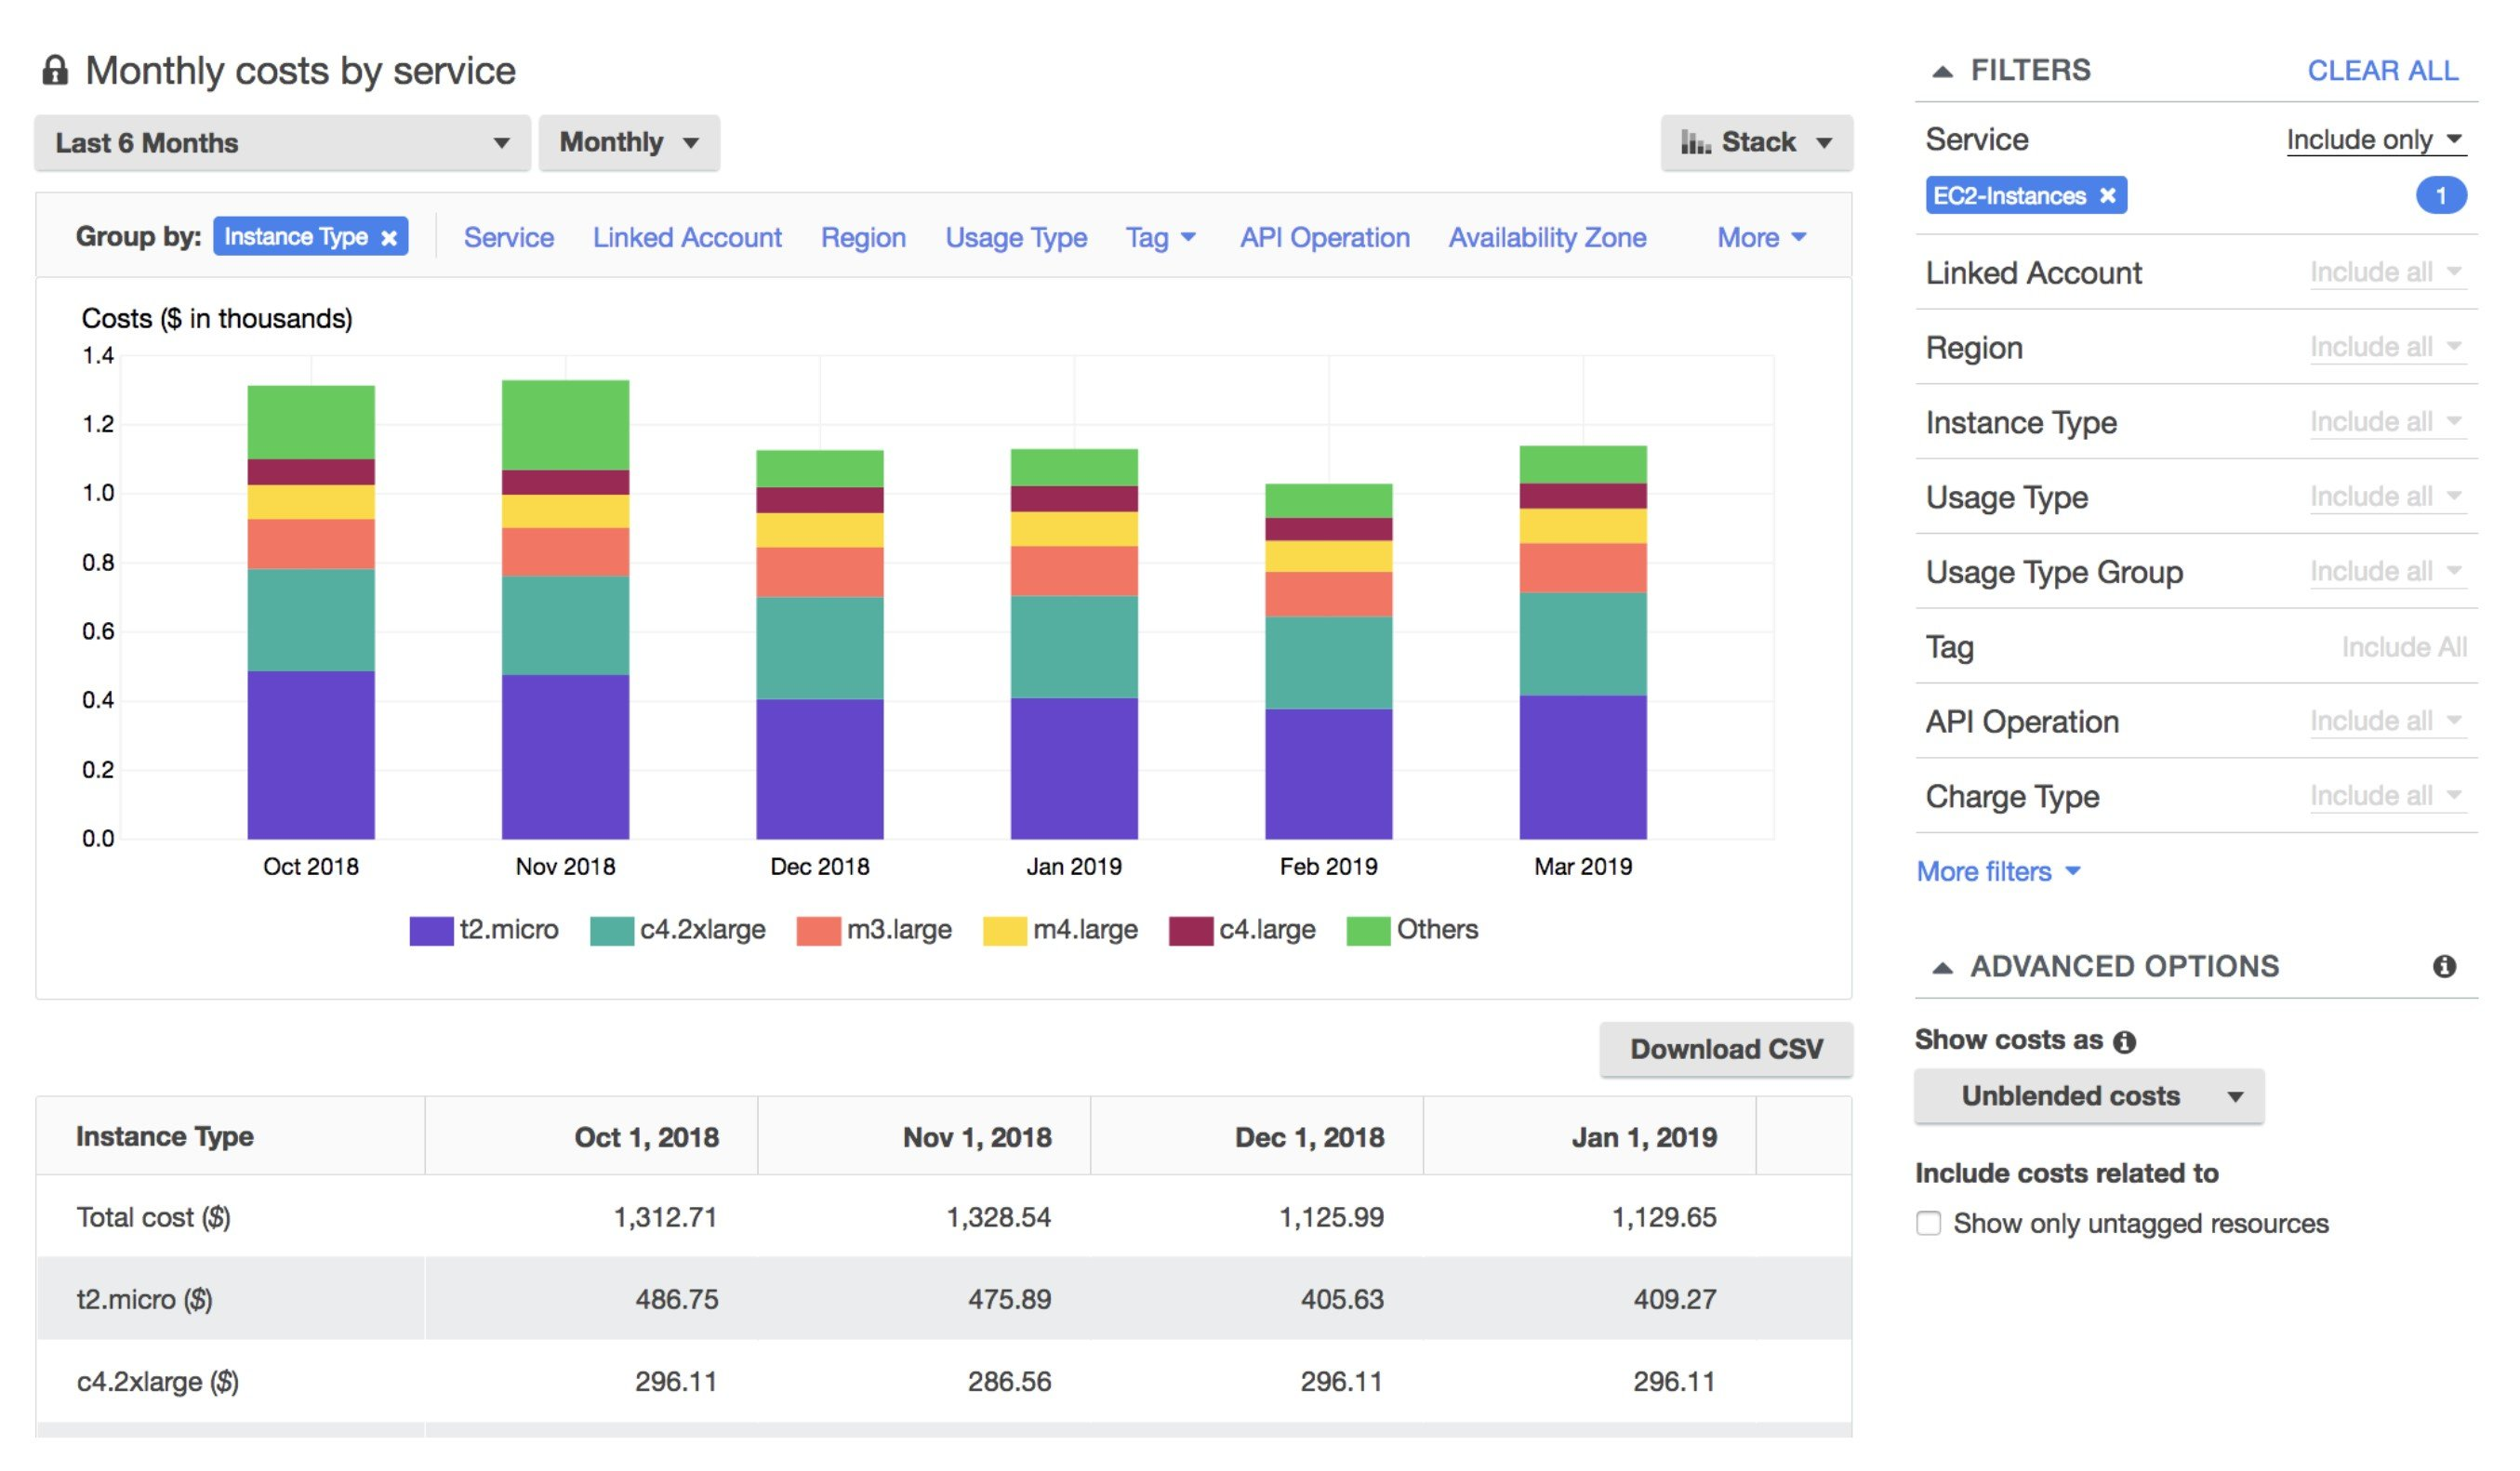 Monthly costs by service
Last 6 Months
Monthly
Stack
Group by: Instance Type × Service Linked Account Region Usage Type Tag API Operation Availability Zone More
Costs ($ in thousands)
1.4
1.2
1.0
0.8
0.6
0.4
0.2
0.0
Oct 2018 Nov 2018 Dec 2018 Jan 2019 Feb 2019 Mar 2019
t2.micro c4.2xlarge m3.large m4.large c4.large Others
Download CSV
Instance Type Oct 1, 2018 Nov 1, 2018 Dec 1, 2018 Jan 1, 2019
Total cost ($) 1,312.71 1,328.54 1,125.99 1,129.65
t2.micro ($) 486.75 475.89 405.63 409.27
c4.2xlarge ($) 296.11 286.56 296.11 296.11
FILTERS CLEAR ALL
Service Include only
EC2-Instances × 1
Linked Account Include all
Region Include all
Instance Type Include all
Usage Type Include all
Usage Type Group Include all
Tag Include All
API Operation Include all
Charge Type Include all
More filters
ADVANCED OPTIONS
Show costs as
Unblended costs
Include costs related to
Show only untagged resources